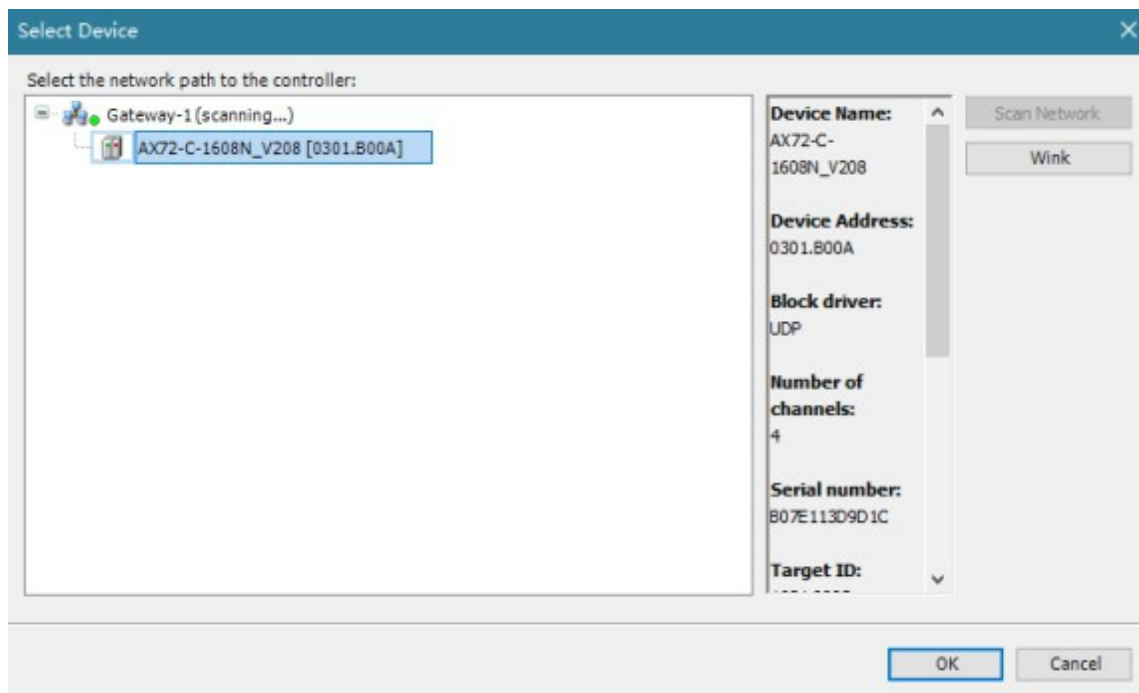 Select Device
Select the network path to the controller:
Gateway-1 (scanning...)
AX72-C-1608N_V208 [0301.B00A]
Device Name:
AX72-C-
1608N_V208
Device Address:
0301.B00A
Block driver:
UDP
Number of
channels:
4
Serial number:
B07E113D9D1C
Target ID:
Scan Network
Wink
OK
Cancel